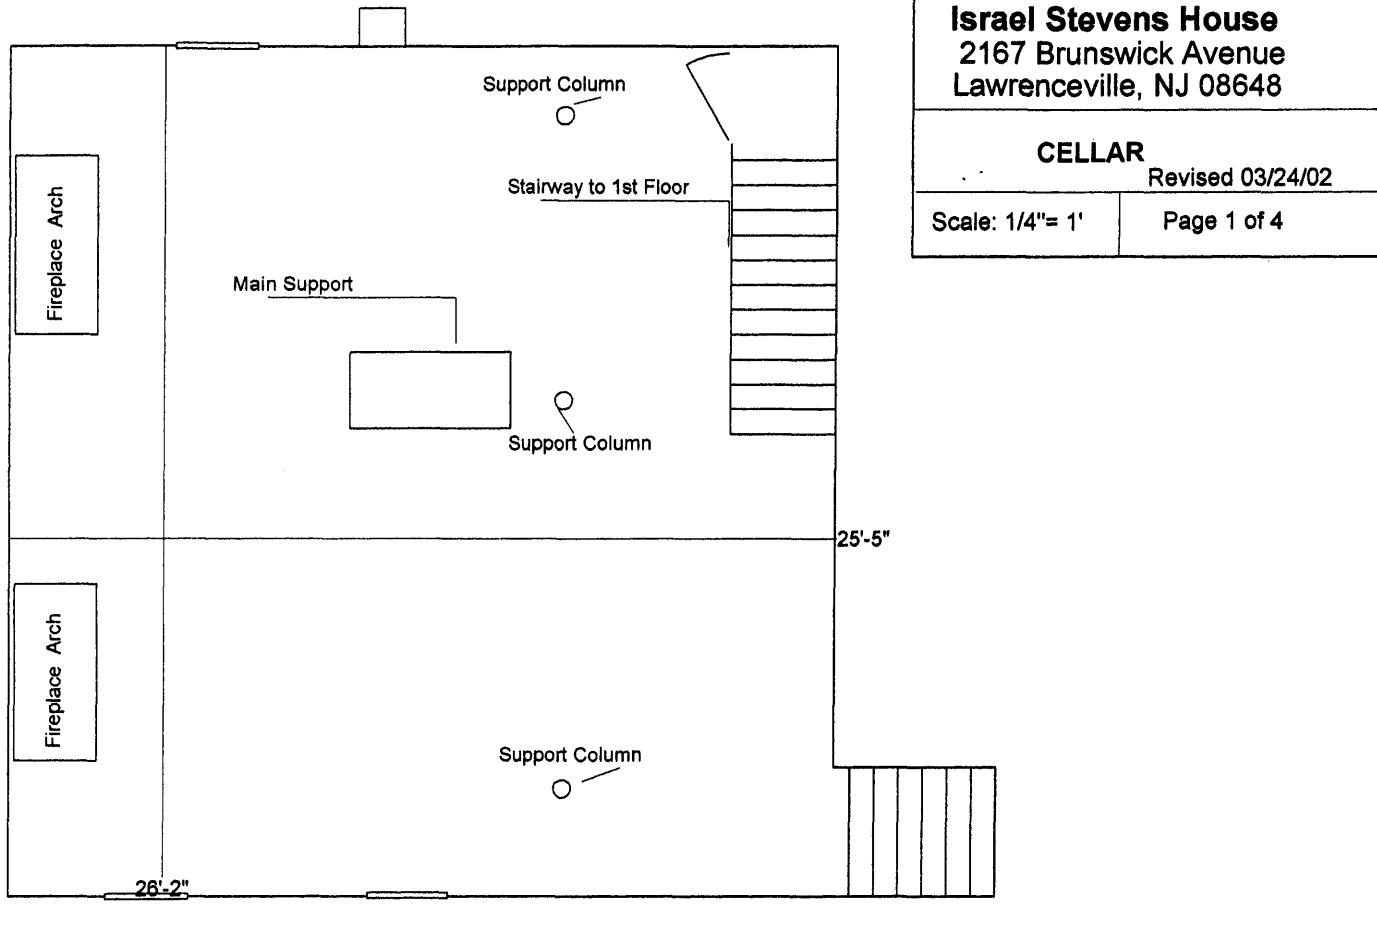 Israel Stevens House
2167 Brunswick Avenue
Lawrenceville, NJ 08648
CELLAR
Revised 03/24/02
Scale: 1/4"= 1'
Page 1 of 4
Support Column
Stairway to 1st Floor
Fireplace Arch
Main Support
Support Column
25'-5"
Fireplace Arch
Support Column
26'-2"